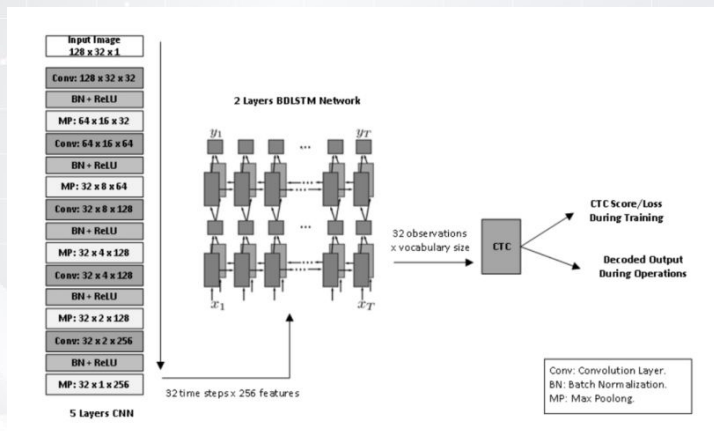 Input Image
128 x 32 x 1
Conv: 128 x 32 x 32
BN + ReLU
MP: 64 x 16 x 32
Conv: 64 x 16 x 64
BN + ReLU
MP: 32 x 8 x 64
Conv: 32 x 8 x 128
BN + ReLU
MP: 32 x 4 x 128
Conv: 32 x 4 x 128
BN + ReLU
MP: 32 x 2 x 128
Conv: 32 x 2 x 256
BN + ReLU
MP: 32 x 1 x 256
5 Layers CNN
32 time steps x 256 features
2 Layers BDLSTM Network
y1 ... yT
...
...
...
x1 xT
32 observations
x vocabulary size
CTC
CTC Score/Loss
During Training
Decoded Output
During Operations
Conv: Convolution Layer.
BN: Batch Normalization.
MP: Max Poolong.